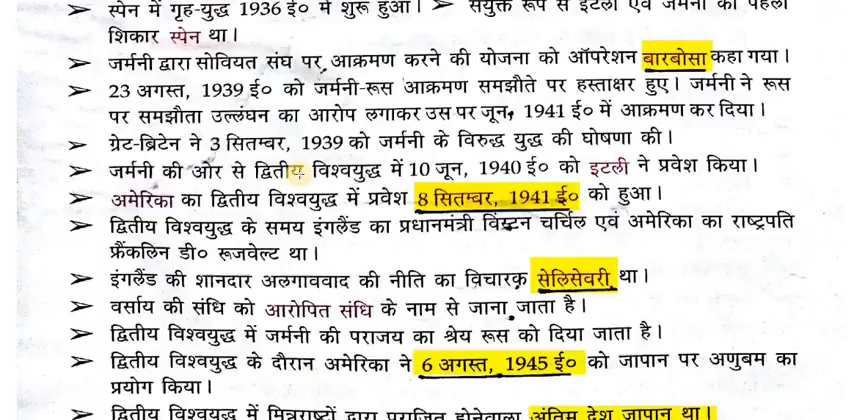 ➤ स्पेन में गृह-युद्ध 1936 ई० में शुरू हुआ। ➤ संयुक्त रूप से इटली एवं जर्मनी का पहला
शिकार स्पेन था।
➤ जर्मनी द्वारा सोवियत संघ पर आक्रमण करने की योजना को ऑपरेशन बारबोसा कहा गया।
➤ 23 अगस्त, 1939 ई० को जर्मनी-रूस आक्रमण समझौते पर हस्ताक्षर हुए। जर्मनी ने रूस
पर समझौता उल्लंघन का आरोप लगाकर उस पर जून, 1941 ई० में आक्रमण कर दिया।
➤ ग्रेट-ब्रिटेन ने 3 सितम्बर, 1939 को जर्मनी के विरुद्ध युद्ध की घोषणा की।
➤ जर्मनी की ओर से द्वितीय विश्वयुद्ध में 10 जून, 1940 ई० को इटली ने प्रवेश किया।
➤ अमेरिका का द्वितीय विश्वयुद्ध में प्रवेश 8 सितम्बर, 1941 ई० को हुआ।
➤ द्वितीय विश्वयुद्ध के समय इंगलैंड का प्रधानमंत्री विंस्टन चर्चिल एवं अमेरिका का राष्ट्रपति
फ्रैंकलिन डी० रूजवेल्ट था।
➤ इंगलैंड की शानदार अलगाववाद की नीति का विचारक सेलिसेवरी था।
➤ वर्साय की संधि को आरोपित संधि के नाम से जाना जाता है।
➤ द्वितीय विश्वयुद्ध में जर्मनी की पराजय का श्रेय रूस को दिया जाता है।
➤ द्वितीय विश्वयुद्ध के दौरान अमेरिका ने 6 अगस्त, 1945 ई० को जापान पर अणुबम का
प्रयोग किया।
➤ द्वितीय विश्वयुद्ध में मित्रराष्ट्रों द्वारा पराजित होनेवाला अंतिम देश जापान था।